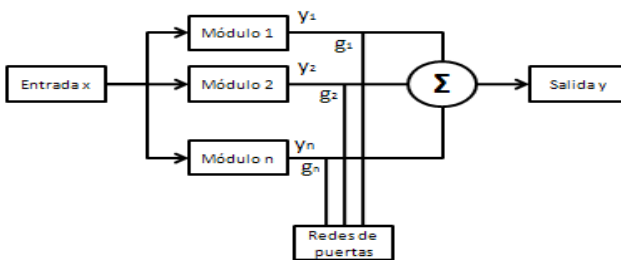 y1
Módulo 1
g1
Entrada x
Módulo 2
y2
g2
Σ
Salida y
Módulo n
yn
gn
Redes de
puertas